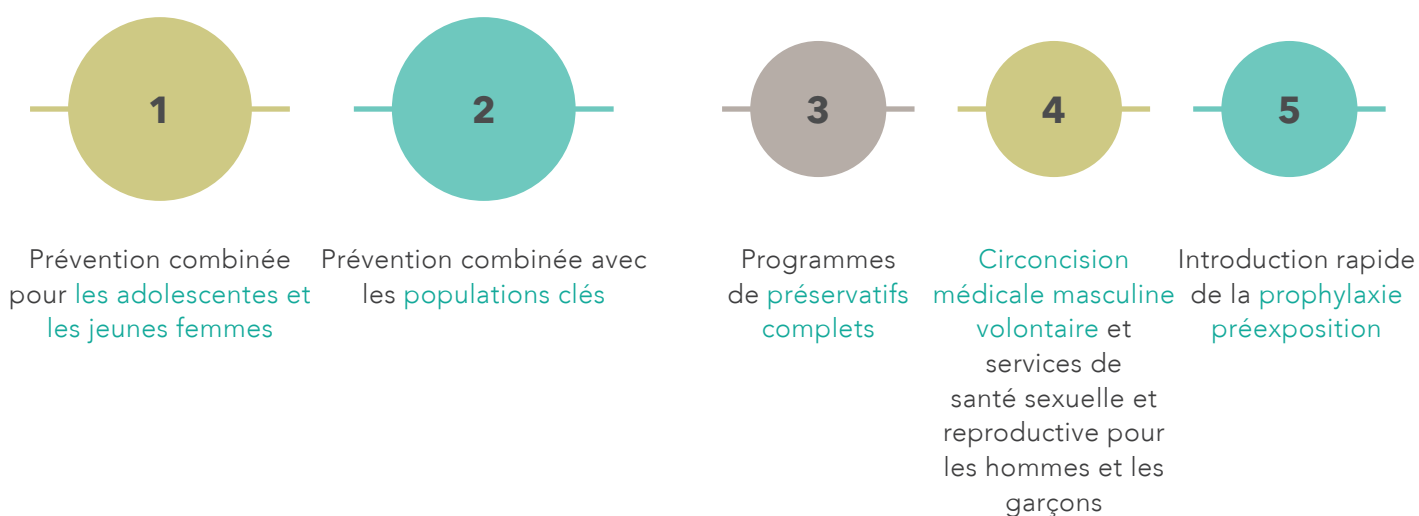 1
Prévention combinée
pour les adolescentes et
les jeunes femmes
2
Prévention combinée avec
les populations clés
3
Programmes
de préservatifs
complets
4
Circoncision
médicale masculine
volontaire et
services de
santé sexuelle et
reproductive pour
les hommes et les
garçons
5
Introduction rapide
de la prophylaxie
préexposition